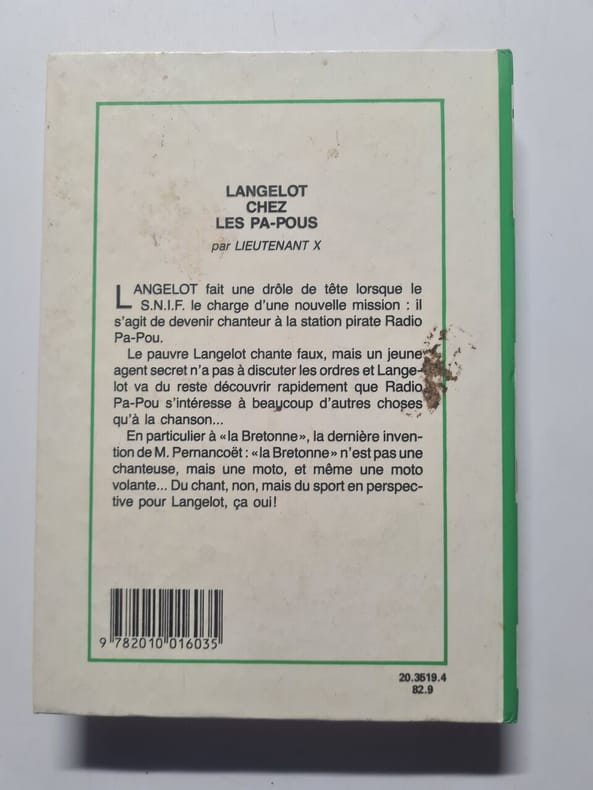 LANGELOT
CHEZ
LES PA-POUS
par LIEUTENANT X
LANGELOT fait une drôle de tête lorsque le
S.N.I.F. le charge d'une nouvelle mission : il
s'agit de devenir chanteur à la station pirate Radio
Pa-Pou.
Le pauvre Langelot chante faux, mais un jeune
agent secret n'a pas à discuter les ordres et Lange-
lot va du reste découvrir rapidement que Radio
Pa-Pou s'intéresse à beaucoup d'autres choses
qu'à la chanson...
En particulier à «la Bretonne», la dernière inven-
tion de M. Pernancoët : «la Bretonne» n'est pas une
chanteuse, mais une moto, et même une moto
volante... Du chant, non, mais du sport en perspec-
tive pour Langelot, ça oui!
9 782010 016035
20.3519.4
82.9